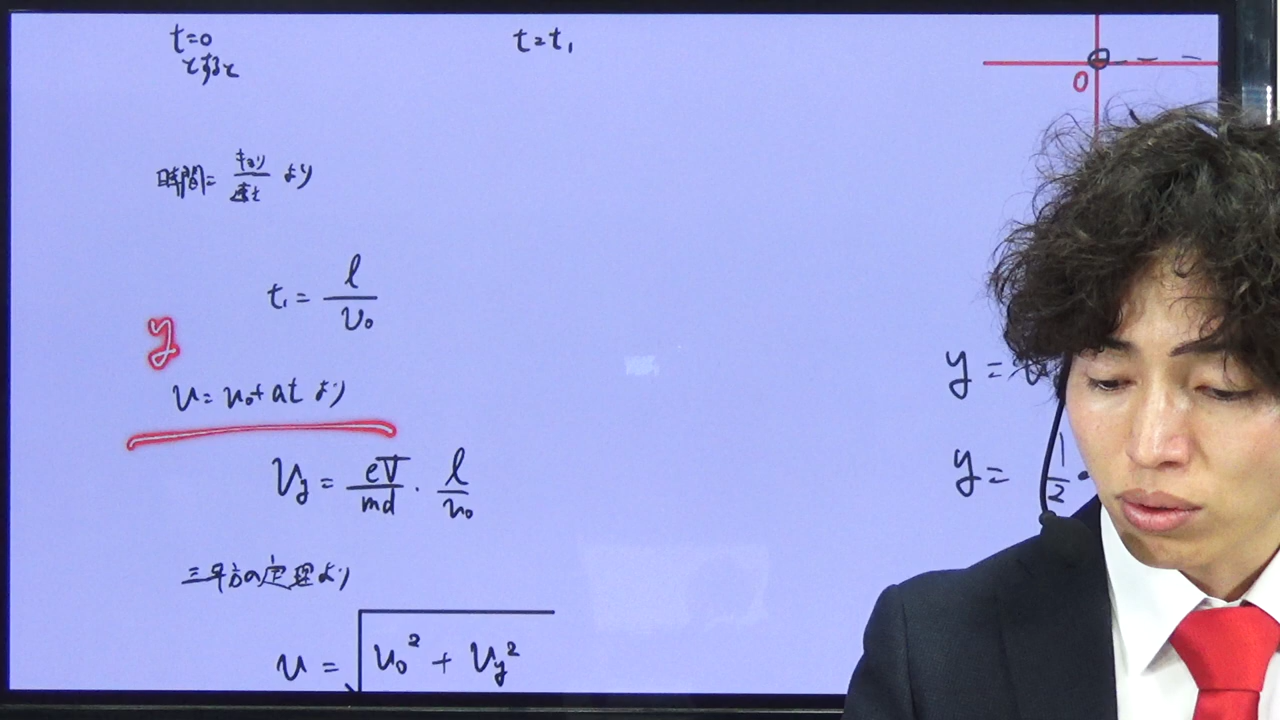 t=0
とすると
t=t₁
0
時間= きょり/速さ より
t₁= l/v₀
y
v=v₀+at より
v_y = eV/md · l/v₀
三平方の定理より
v = √(v₀² + v_y²)
y =
y = 1/2 ·